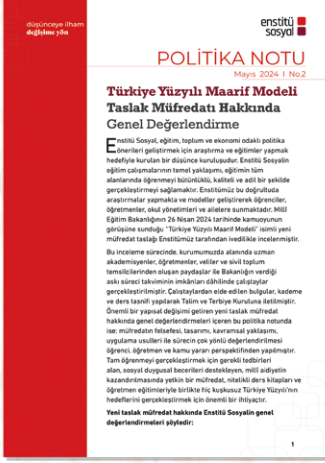 düşünceye ilham
değişime yön
enstitü
sosyal
POLİTİKA NOTU
Mayıs 2024 I No.2
Türkiye Yüzyılı Maarif Modeli
Taslak Müfredatı Hakkında
Genel Değerlendirme
Enstitü Sosyal, eğitim, toplum ve ekonomi odaklı politika
önerileri geliştirmek için araştırma ve eğitimler yapmak
hedefiyle kurulan bir düşünce kuruluşudur. Enstitü Sosyalin
eğitim çalışmalarının temel yaklaşımı, eğitimin tüm
alanlarında öğrenmeyi bütünlüklü, kaliteli ve adil bir şekilde
gerçekleştirmeyi sağlamaktır. Enstitümüz bu doğrultuda
araştırmalar yapmakta ve modeller geliştirerek öğrenciler,
öğretmenler, okul yönetimleri ve ailelere sunmaktadır. Millî
Eğitim Bakanlığının 26 Nisan 2024 tarihinde kamuoyunun
görüşüne sunduğu "Türkiye Yüzyılı Maarif Modeli" isimli yeni
müfredat taslağı Enstitümüz tarafından ivedilikle incelenmiştir.
Bu inceleme sürecinde, kurumumuzda alanında uzman
akademisyenler, öğretmenler, veliler ve sivil toplum
temsilcilerinden oluşan paydaşlar ile Bakanlığın verdiği
askı süreci takviminin imkânları dâhilinde çalıştaylar
gerçekleştirilmiştir. Çalıştaylardan elde edilen bulgular, kademe
ve ders tasnifi yapılarak Talim ve Terbiye Kuruluna iletilmiştir.
Önemli bir yapısal değişimi getiren yeni taslak müfredat
hakkında genel değerlendirmeleri içeren bu politika notunda
ise; müfredatın felsefesi, tasarımı, kavramsal yaklaşımı,
uygulama usulleri ile sürecin çok yönlü değerlendirilmesi
öğrenci, öğretmen ve kamu yararı perspektifinden yapılmıştır.
Tam öğrenmeyi gerçekleştirmek için gerekli tedbirleri
alan, sosyal duygusal becerileri destekleyen, millî aidiyetin
kazandırılmasında yetkin bir müfredat, nitelikli ders kitapları ve
öğretmen eğitimleriyle birlikte hiç kuşkusuz Türkiye Yüzyılı'nın
hedeflerini gerçekleştirmek için önemli bir ihtiyaçtır.
Yeni taslak müfredat hakkında Enstitü Sosyalin genel
değerlendirmeleri şöyledir:
1